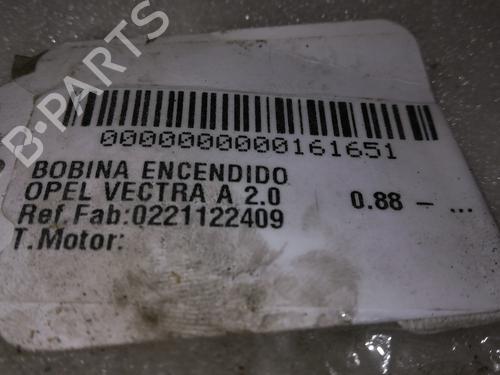 B-PARTS
0000000000161651
BOBINA ENCENDIDO
OPEL VECTRA A 2.0 0.88 – ...
Ref.Fab:0221122409
T.Motor: